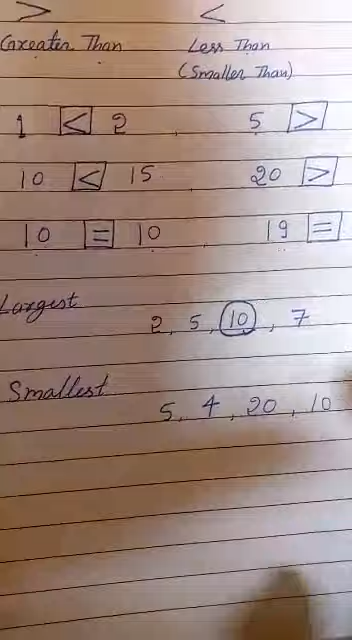 > <
Greater Than Less Than
(Smaller Than)
1 < 2 , 5 >
10 < 15 , 20 >
10 = 10 , 19 =
Largest
2, 5, 10, 7
Smallest
5, 4, 20, 10